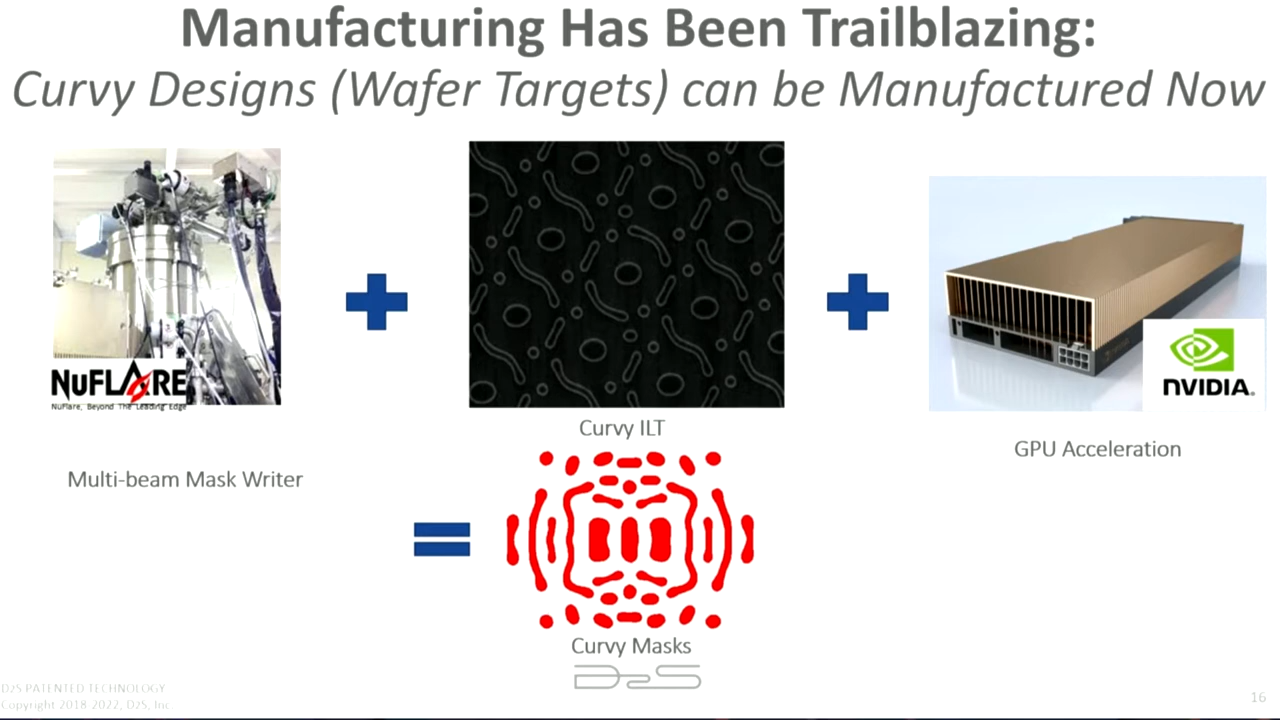 Manufacturing Has Been Trailblazing:
Curvy Designs (Wafer Targets) can be Manufactured Now
NUFLARE
NuFlare, Beyond The Leading Edge
Multi-beam Mask Writer
Curvy ILT
NVIDIA.
GPU Acceleration
Curvy Masks
D2S
D2S PATENTED TECHNOLOGY
Copyright 2018-2022, D2S, Inc.
16